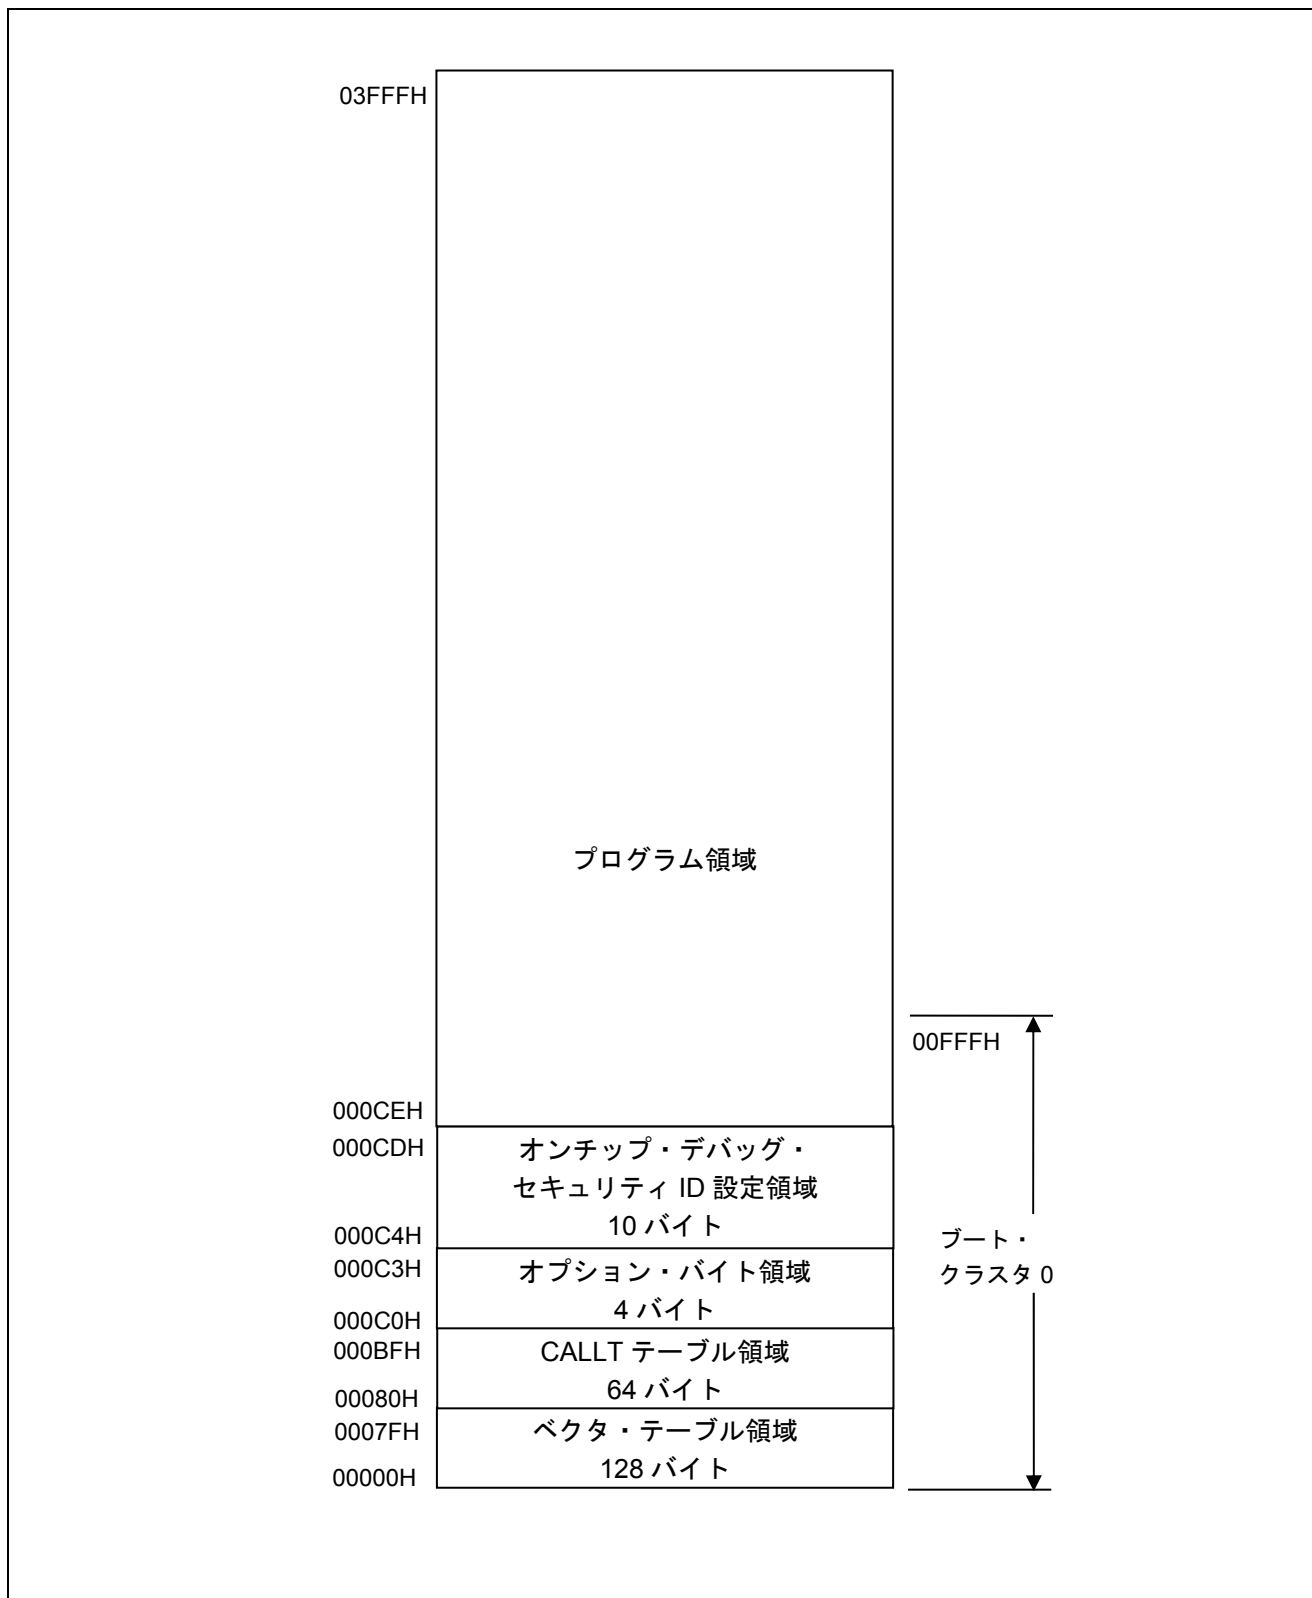 03FFFH
プログラム領域
00FFFH
000CEH
000CDH
オンチップ・デバッグ・
セキュリティ ID 設定領域
10 バイト
000C4H
000C3H
オプション・バイト領域
4 バイト
000C0H
000BFH
CALLT テーブル領域
64 バイト
00080H
0007FH
ベクタ・テーブル領域
128 バイト
00000H
ブート・
クラスタ 0